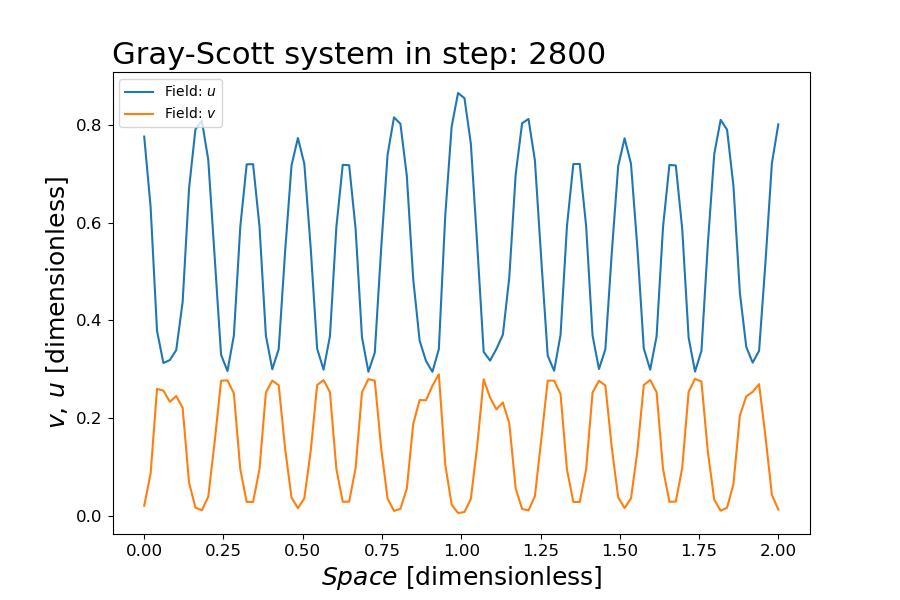 Gray-Scott system in step: 2800
Field: u
Field: v
v, u [dimensionless]
0.8
0.6
0.4
0.2
0.0
0.00 0.25 0.50 0.75 1.00 1.25 1.50 1.75 2.00
Space [dimensionless]